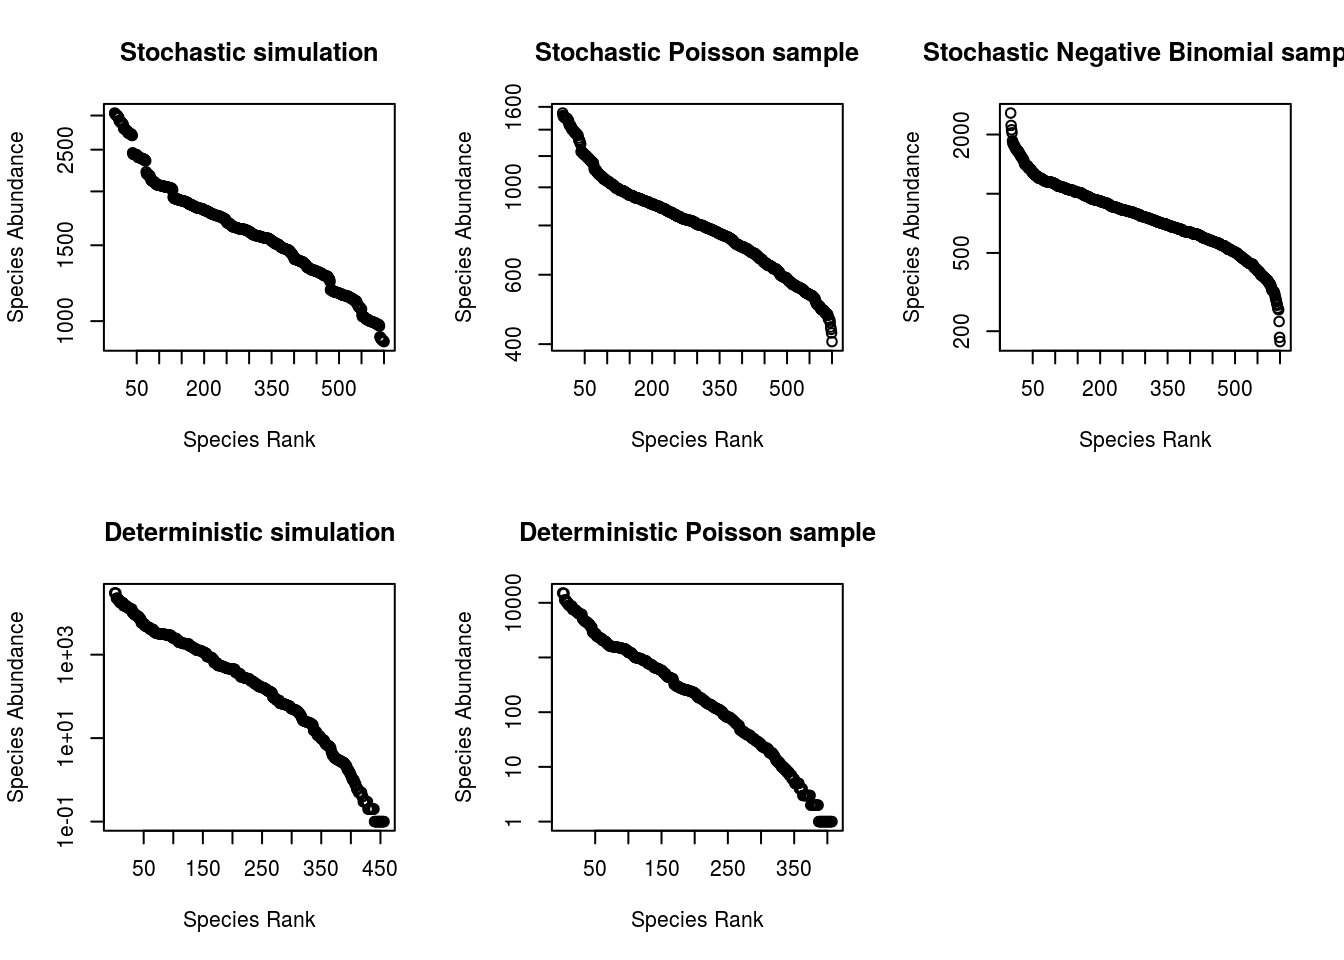 Stochastic simulation
Species Abundance
2500
1500
1000
50 200 350 500
Species Rank
Stochastic Poisson sample
Species Abundance
1600
1000
600
400
50 200 350 500
Species Rank
Stochastic Negative Binomial samp
Species Abundance
2000
500
200
50 200 350 500
Species Rank
Deterministic simulation
Species Abundance
1e+03
1e+01
1e-01
50 150 250 350 450
Species Rank
Deterministic Poisson sample
Species Abundance
10000
100
10
1
50 150 250 350
Species Rank